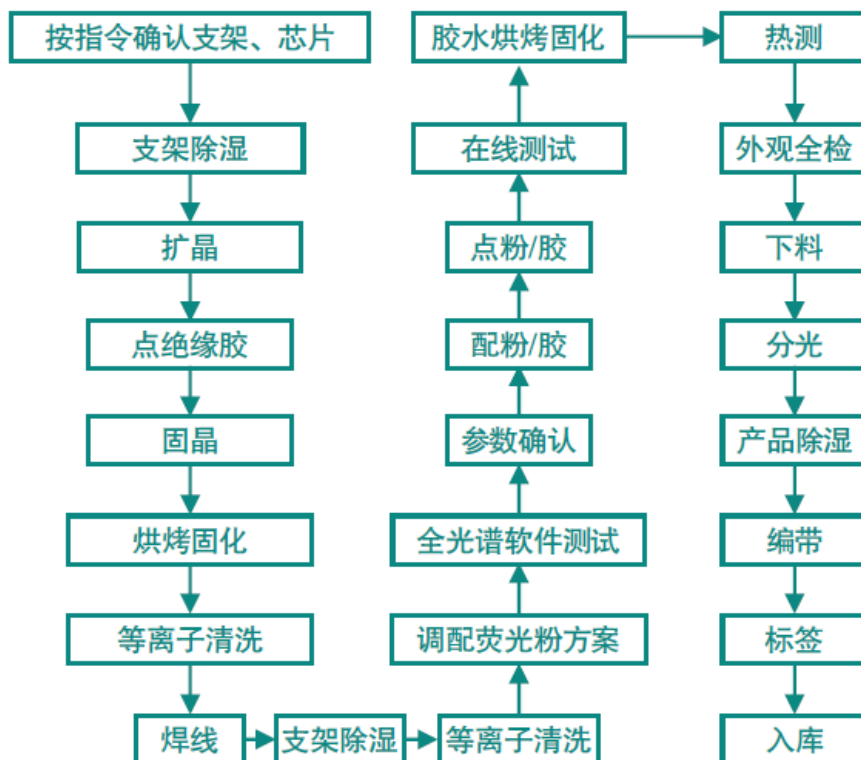 按指令确认支架、芯片
支架除湿
扩晶
点绝缘胶
固晶
烘烤固化
等离子清洗
焊线
支架除湿
等离子清洗
调配荧光粉方案
全光谱软件测试
参数确认
配粉/胶
点粉/胶
在线测试
胶水烘烤固化
热测
外观全检
下料
分光
产品除湿
编带
标签
入库